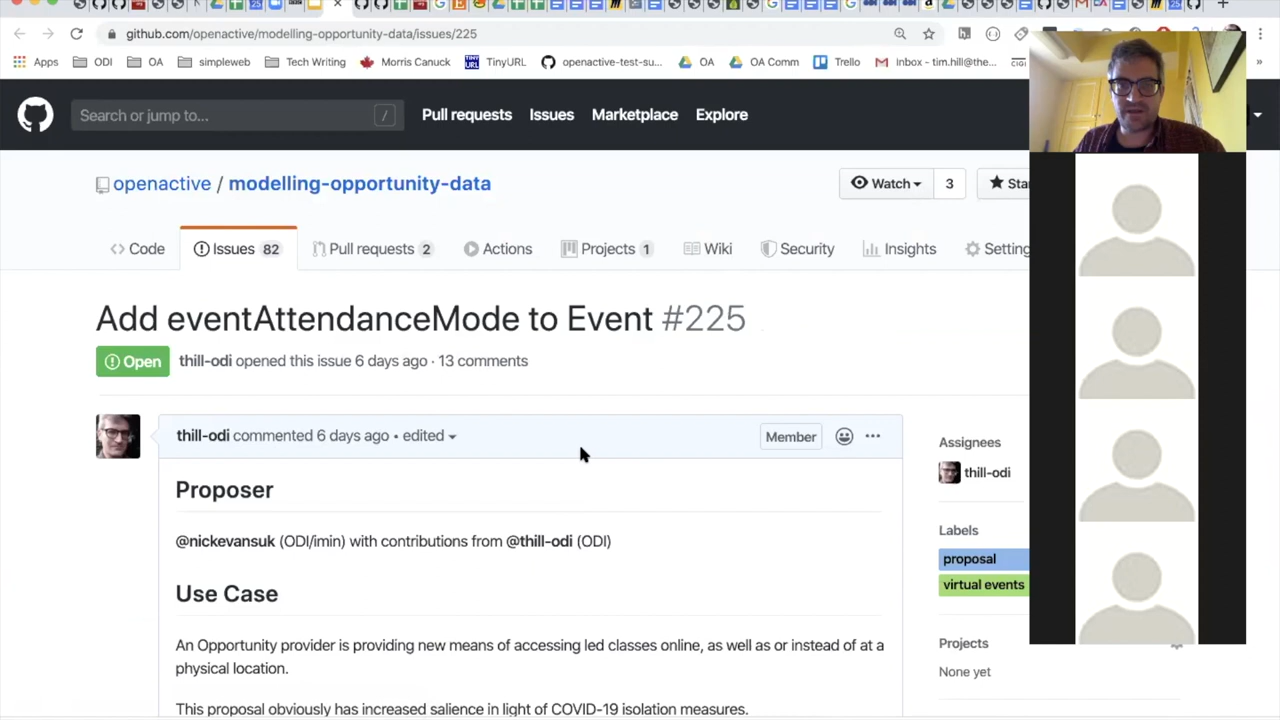 github.com/openactive/modelling-opportunity-data/issues/225
Apps ODI OA simpleweb Tech Writing Morris Canuck TinyURL openactive-test-su... OA OA Comm Trello Inbox - tim.hill@the...
Search or jump to... / Pull requests Issues Marketplace Explore
openactive / modelling-opportunity-data Watch 3 Sta
Code Issues 82 Pull requests 2 Actions Projects 1 Wiki Security Insights Setting
Add eventAttendanceMode to Event #225
Open thill-odi opened this issue 6 days ago · 13 comments
thill-odi commented 6 days ago • edited Member
Proposer
@nickevansuk (ODI/imin) with contributions from @thill-odi (ODI)
Use Case
An Opportunity provider is providing new means of accessing led classes online, as well as or instead of at a
physical location.
This proposal obviously has increased salience in light of COVID-19 isolation measures.
Assignees
thill-odi
Labels
proposal
virtual events
Projects
None yet